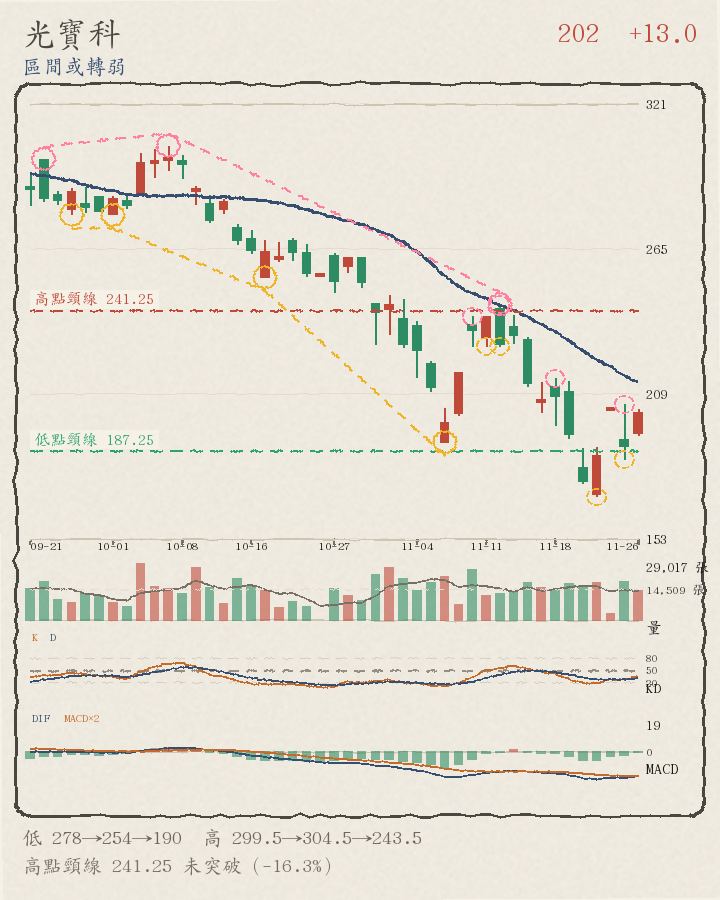 光寶科 202 +13.0
區間或轉弱
321
265
高點頸線 241.25
209
低點頸線 187.25
153
09-21 10-01 10-08 10-16 10-27 11-04 11-11 11-18 11-26
29,017 張
14,509 張
量
K D
80
50
20
KD
DIF MACD×2
19
0
MACD
低 278→254→190 高 299.5→304.5→243.5
高點頸線 241.25 未突破 (-16.3%)